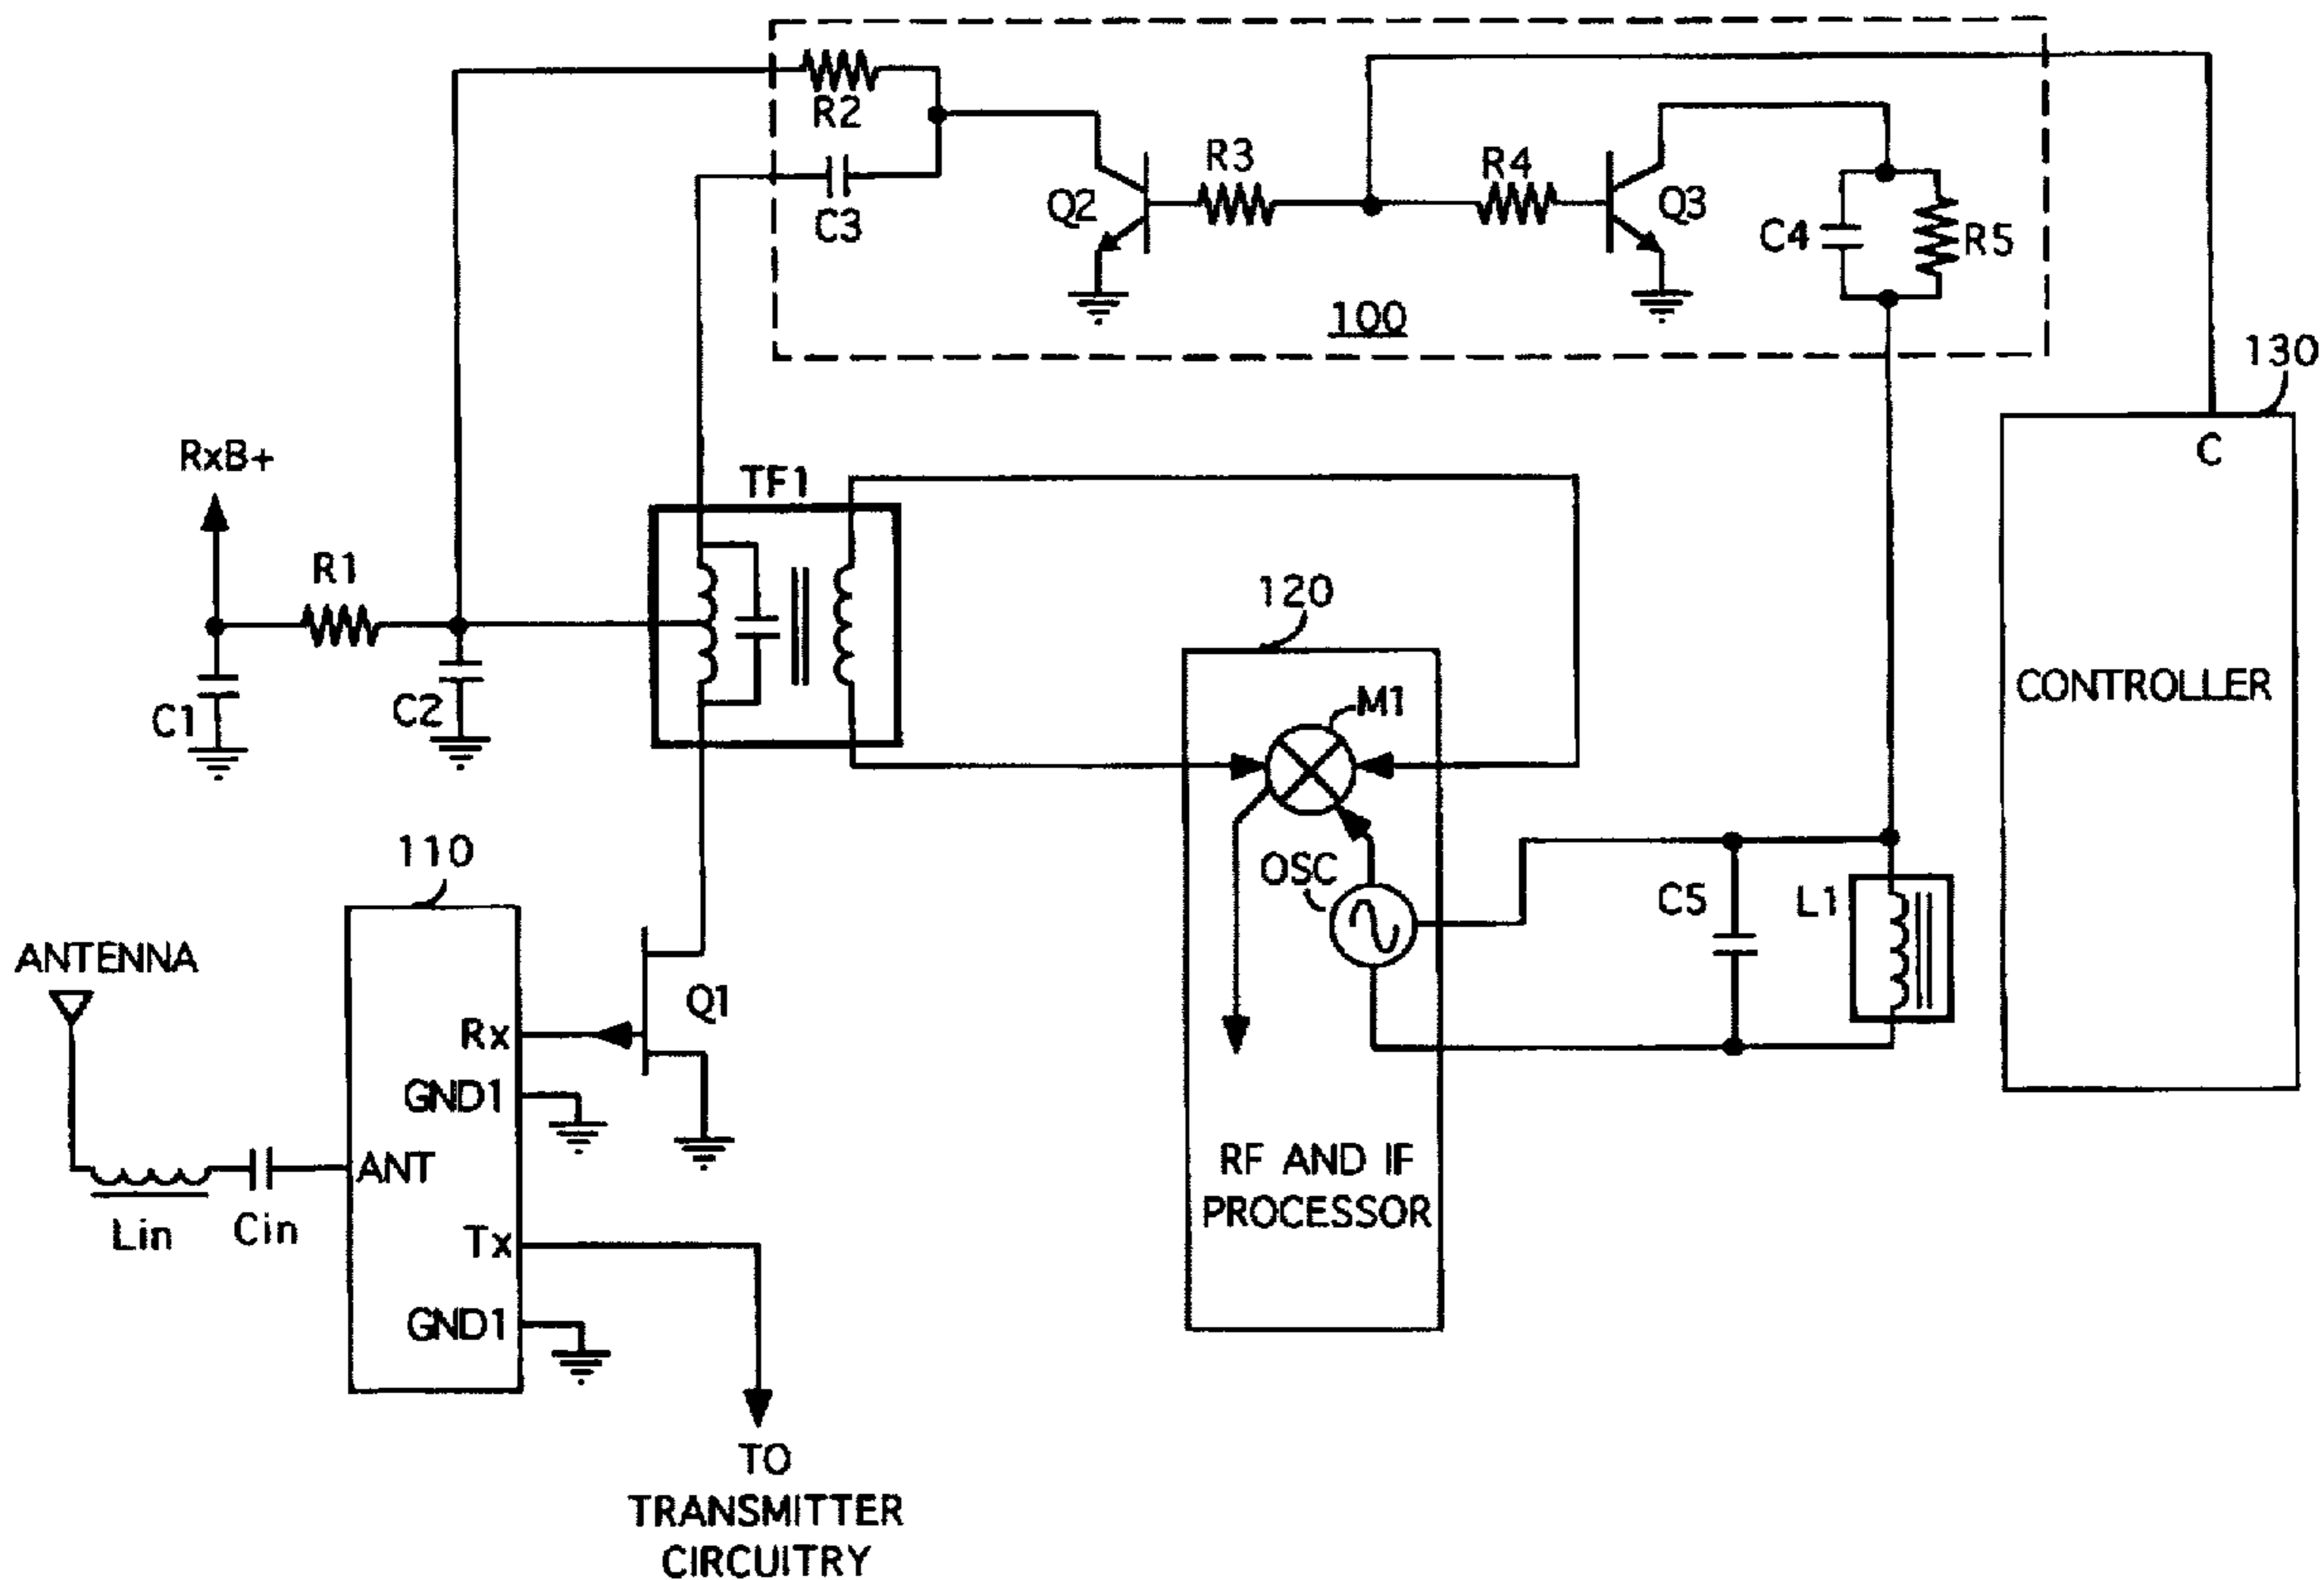 R2
C3
Q2
R3
R4
Q3
C4
R5
100
130
C
CONTROLLER
RxB+
R1
C1
C2
TF1
120
M1
OSC
RF AND IF
PROCESSOR
C5
L1
110
ANTENNA
Lin
Cin
ANT
Rx
GND1
Tx
GND1
Q1
TO
TRANSMITTER
CIRCUITRY